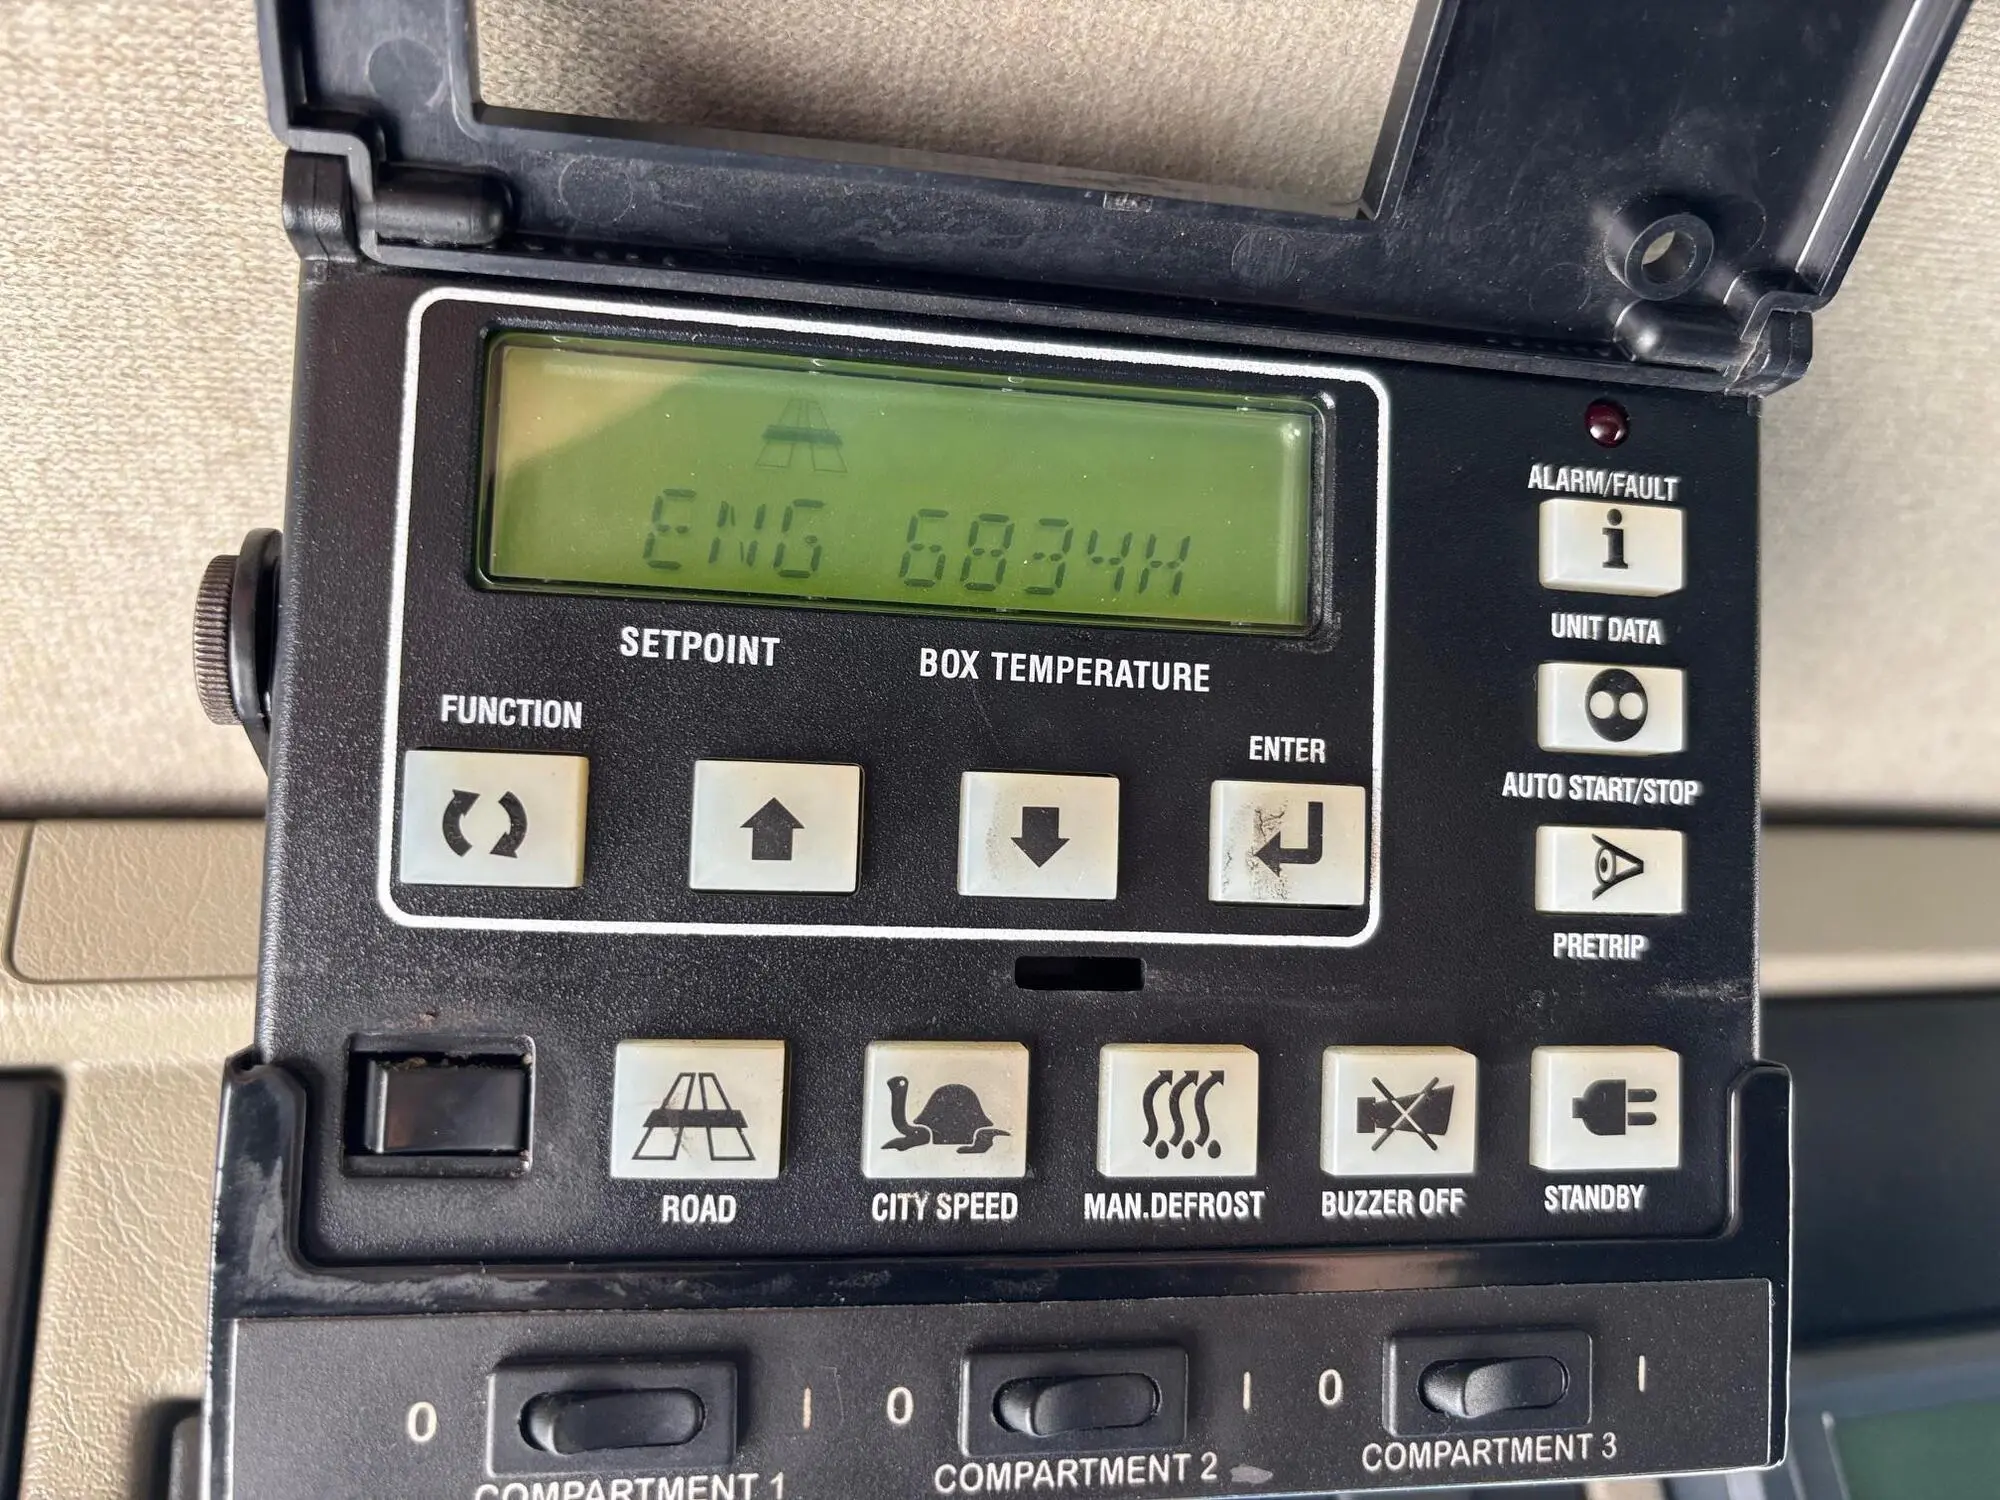 ENG 6834H
SETPOINT
BOX TEMPERATURE
FUNCTION
ENTER
ALARM/FAULT
i
UNIT DATA
AUTO START/STOP
PRETRIP
ROAD
CITY SPEED
MAN.DEFROST
BUZZER OFF
STANDBY
0 I
COMPARTMENT 1
0 I
COMPARTMENT 2
0 I
COMPARTMENT 3